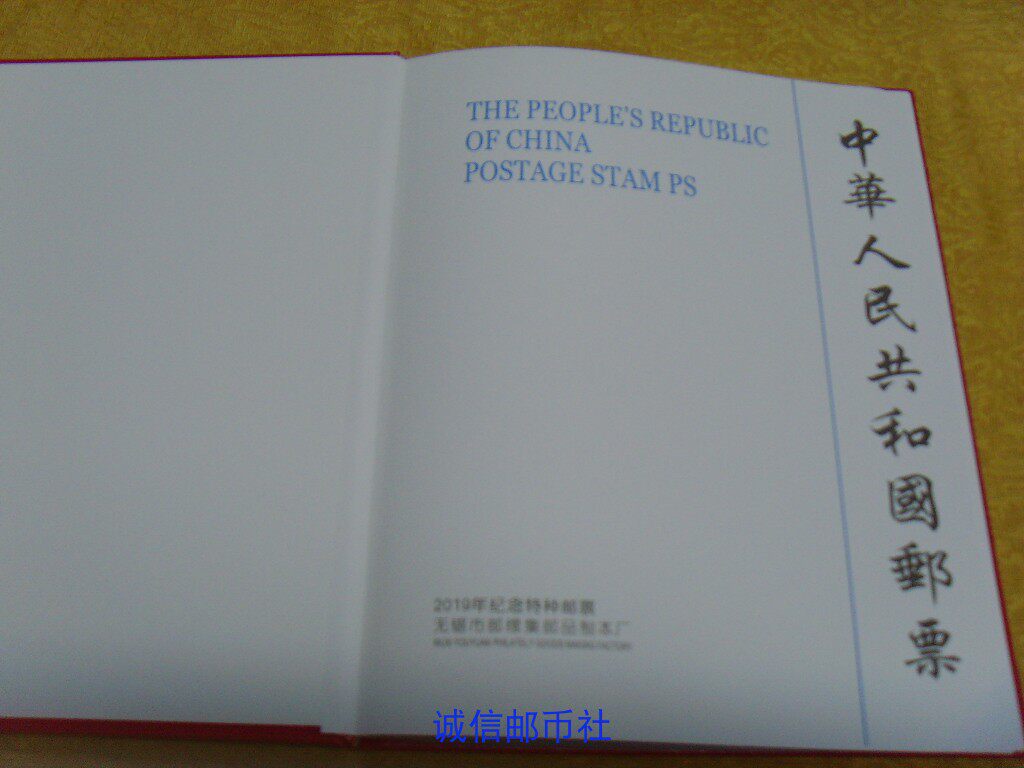 THE PEOPLE'S REPUBLIC
OF CHINA
POSTAGE STAM PS
中華人民共和國郵票
2019年纪念特种邮票
无锡市邮撲集邮品制本厂
诚信邮币社